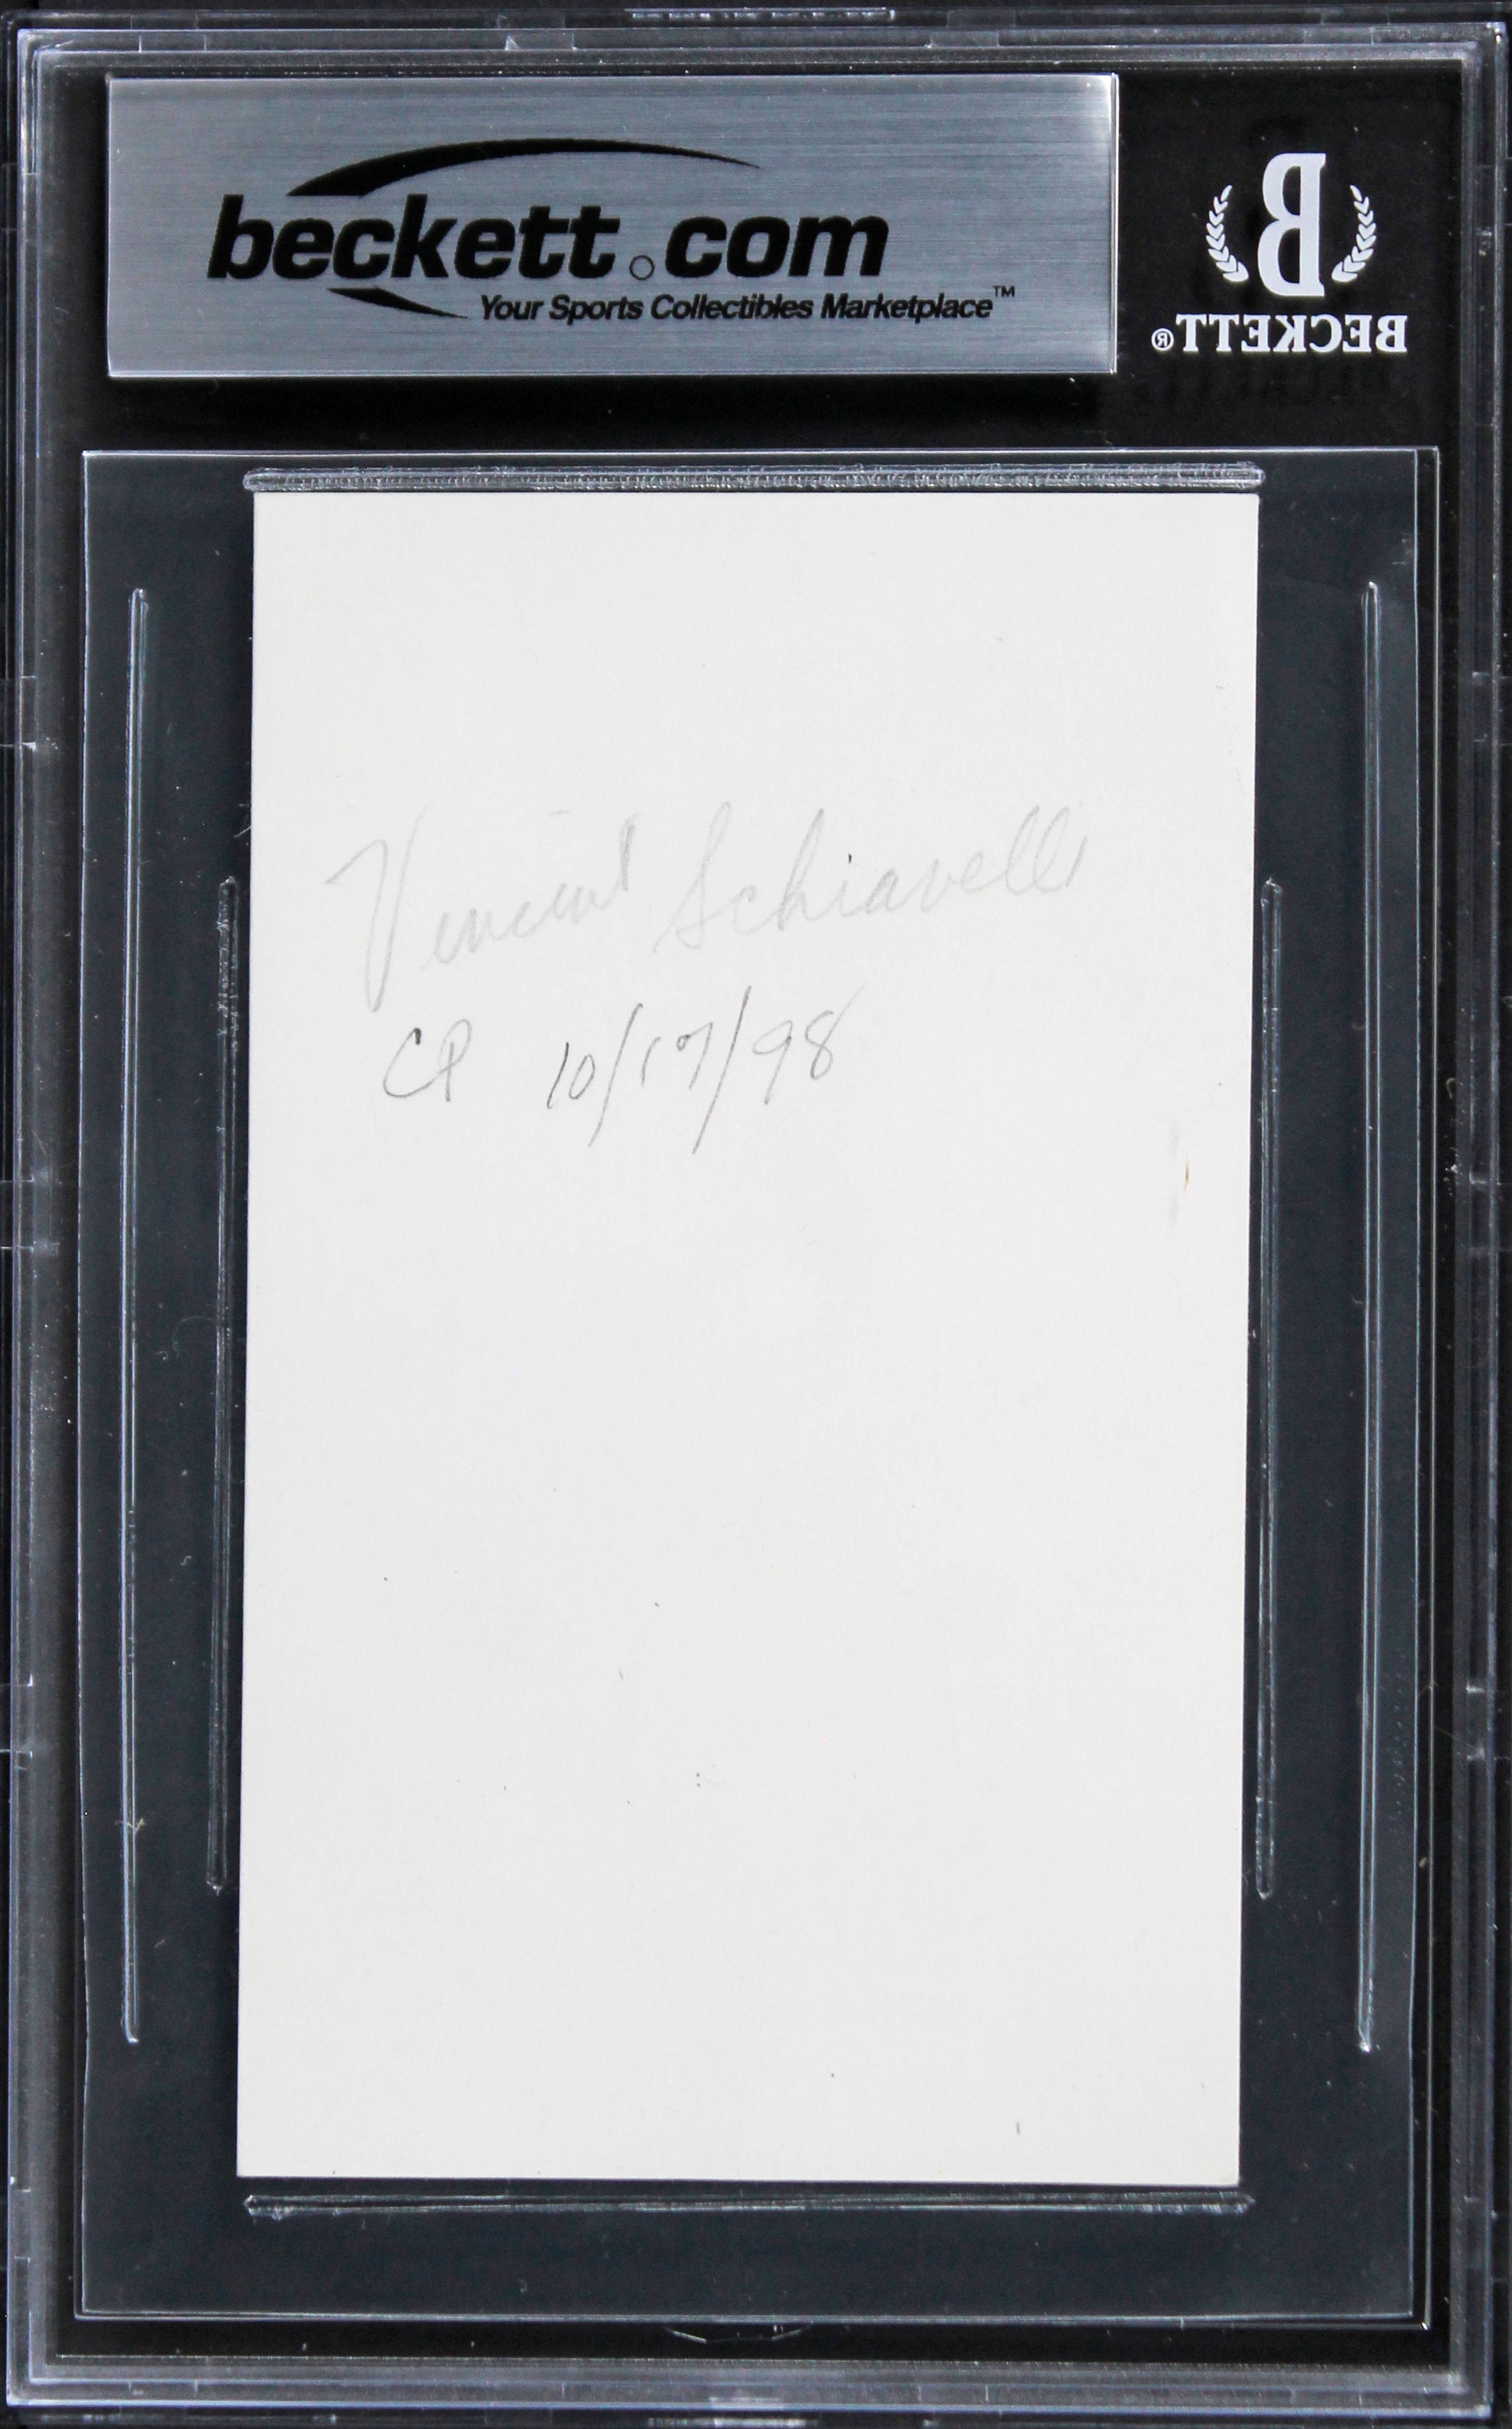 beckett.com
Your Sports Collectibles Marketplace™
B
BECKETT®
Vincent Schiavelli
CP 10/17/98